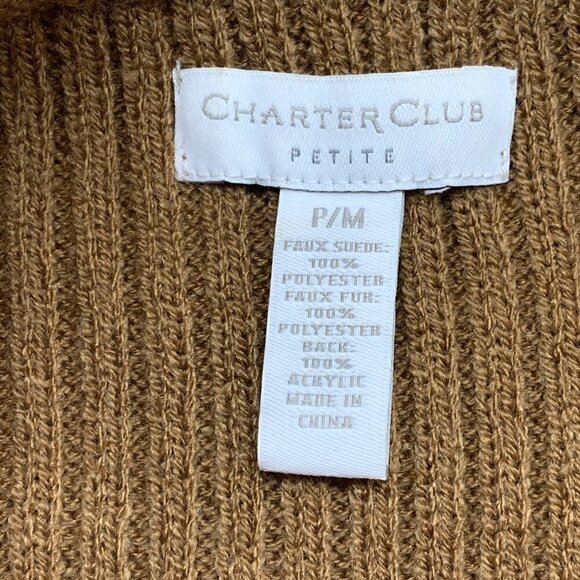 CHARTER CLUB
PETITE
P/M
FAUX SUEDE:
100%
POLYESTER
FAUX FUR:
100%
POLYESTER
BACK:
100%
ACRYLIC
MADE IN
CHINA